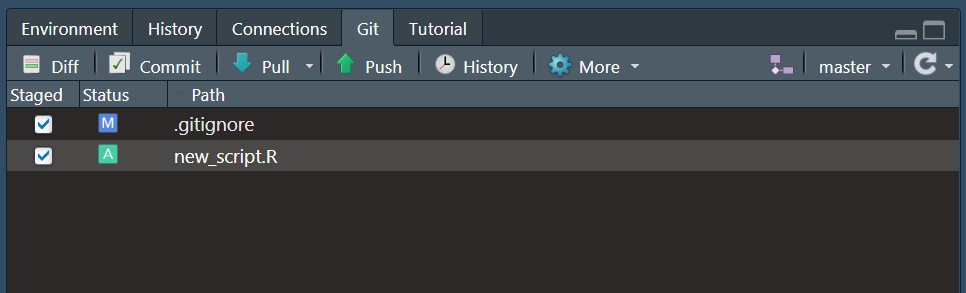 Environment History Connections Git Tutorial
Diff Commit Pull Push History More master
Staged Status Path
M .gitignore
A new_script.R